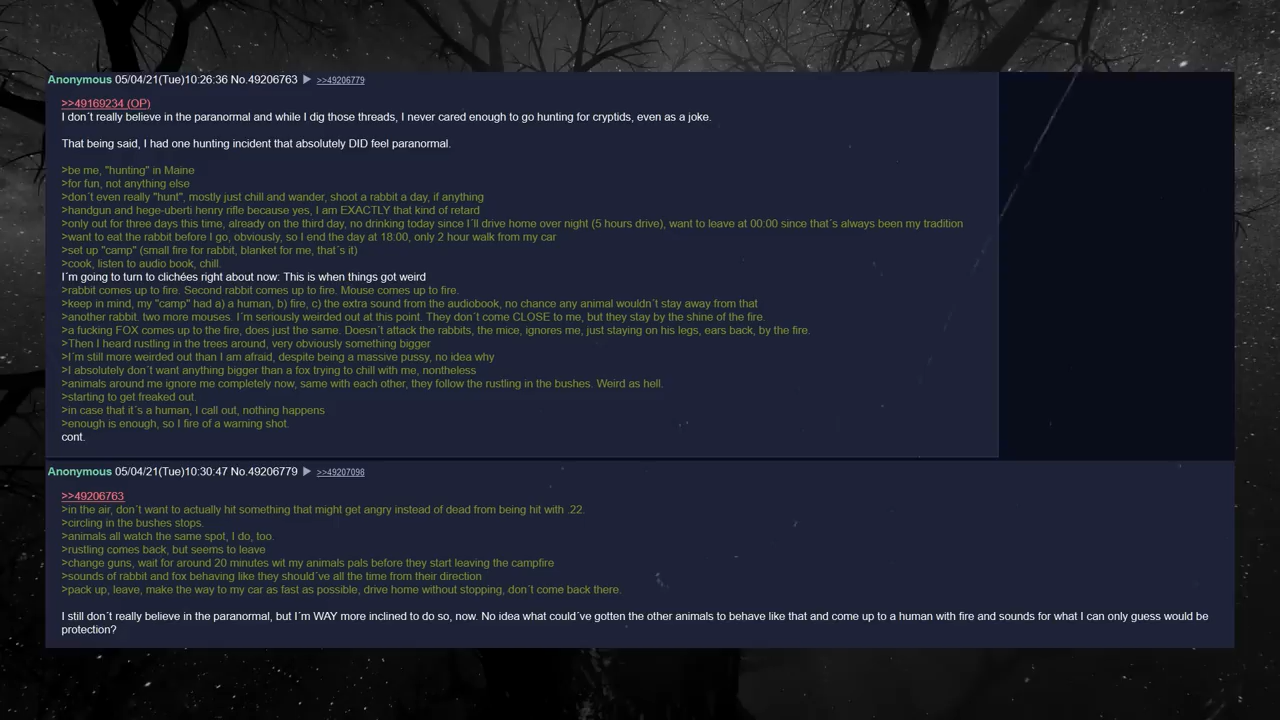 Anonymous 05/04/21(Tue)10:26:36 No.49206763 ▶ >>49206779
>>49169234 (OP)
I don´t really believe in the paranormal and while I dig those threads, I never cared enough to go hunting for cryptids, even as a joke.
That being said, I had one hunting incident that absolutely DID feel paranormal.
>be me, "hunting" in Maine
>for fun, not anything else
>don´t even really "hunt", mostly just chill and wander, shoot a rabbit a day, if anything
>handgun and hege-uberti henry rifle because yes, I am EXACTLY that kind of retard
>only out for three days this time, already on the third day, no drinking today since I´ll drive home over night (5 hours drive), want to leave at 00:00 since that´s always been my tradition
>want to eat the rabbit before I go, obviously, so I end the day at 18:00, only 2 hour walk from my car
>set up "camp" (small fire for rabbit, blanket for me, that´s it)
>cook, listen to audio book, chill.
I´m going to turn to clichées right about now: This is when things got weird
>rabbit comes up to fire. Second rabbit comes up to fire. Mouse comes up to fire.
>keep in mind, my "camp" had a) a human, b) fire, c) the extra sound from the audiobook, no chance any animal wouldn´t stay away from that
>another rabbit. two more mouses. I´m seriously weirded out at this point. They don´t come CLOSE to me, but they stay by the shine of the fire.
>a fucking FOX comes up to the fire, does just the same. Doesn´t attack the rabbits, the mice, ignores me, just staying on his legs, ears back, by the fire.
>Then I heard rustling in the trees around, very obviously something bigger
>I´m still more weirded out than I am afraid, despite being a massive pussy, no idea why
>I absolutely don´t want anything bigger than a fox trying to chill with me, nontheless
>animals around me ignore me completely now, same with each other, they follow the rustling in the bushes. Weird as hell.
>starting to get freaked out.
>in case that it´s a human, I call out, nothing happens
>enough is enough, so I fire of a warning shot.
cont.
Anonymous 05/04/21(Tue)10:30:47 No.49206779 ▶ >>49207098
>>49206763
>in the air, don´t want to actually hit something that might get angry instead of dead from being hit with .22.
>circling in the bushes stops.
>animals all watch the same spot, I do, too.
>rustling comes back, but seems to leave
>change guns, wait for around 20 minutes wit my animals pals before they start leaving the campfire
>sounds of rabbit and fox behaving like they should´ve all the time from their direction
>pack up, leave, make the way to my car as fast as possible, drive home without stopping, don´t come back there.
I still don´t really believe in the paranormal, but I´m WAY more inclined to do so, now. No idea what could´ve gotten the other animals to behave like that and come up to a human with fire and sounds for what I can only guess would be
protection?